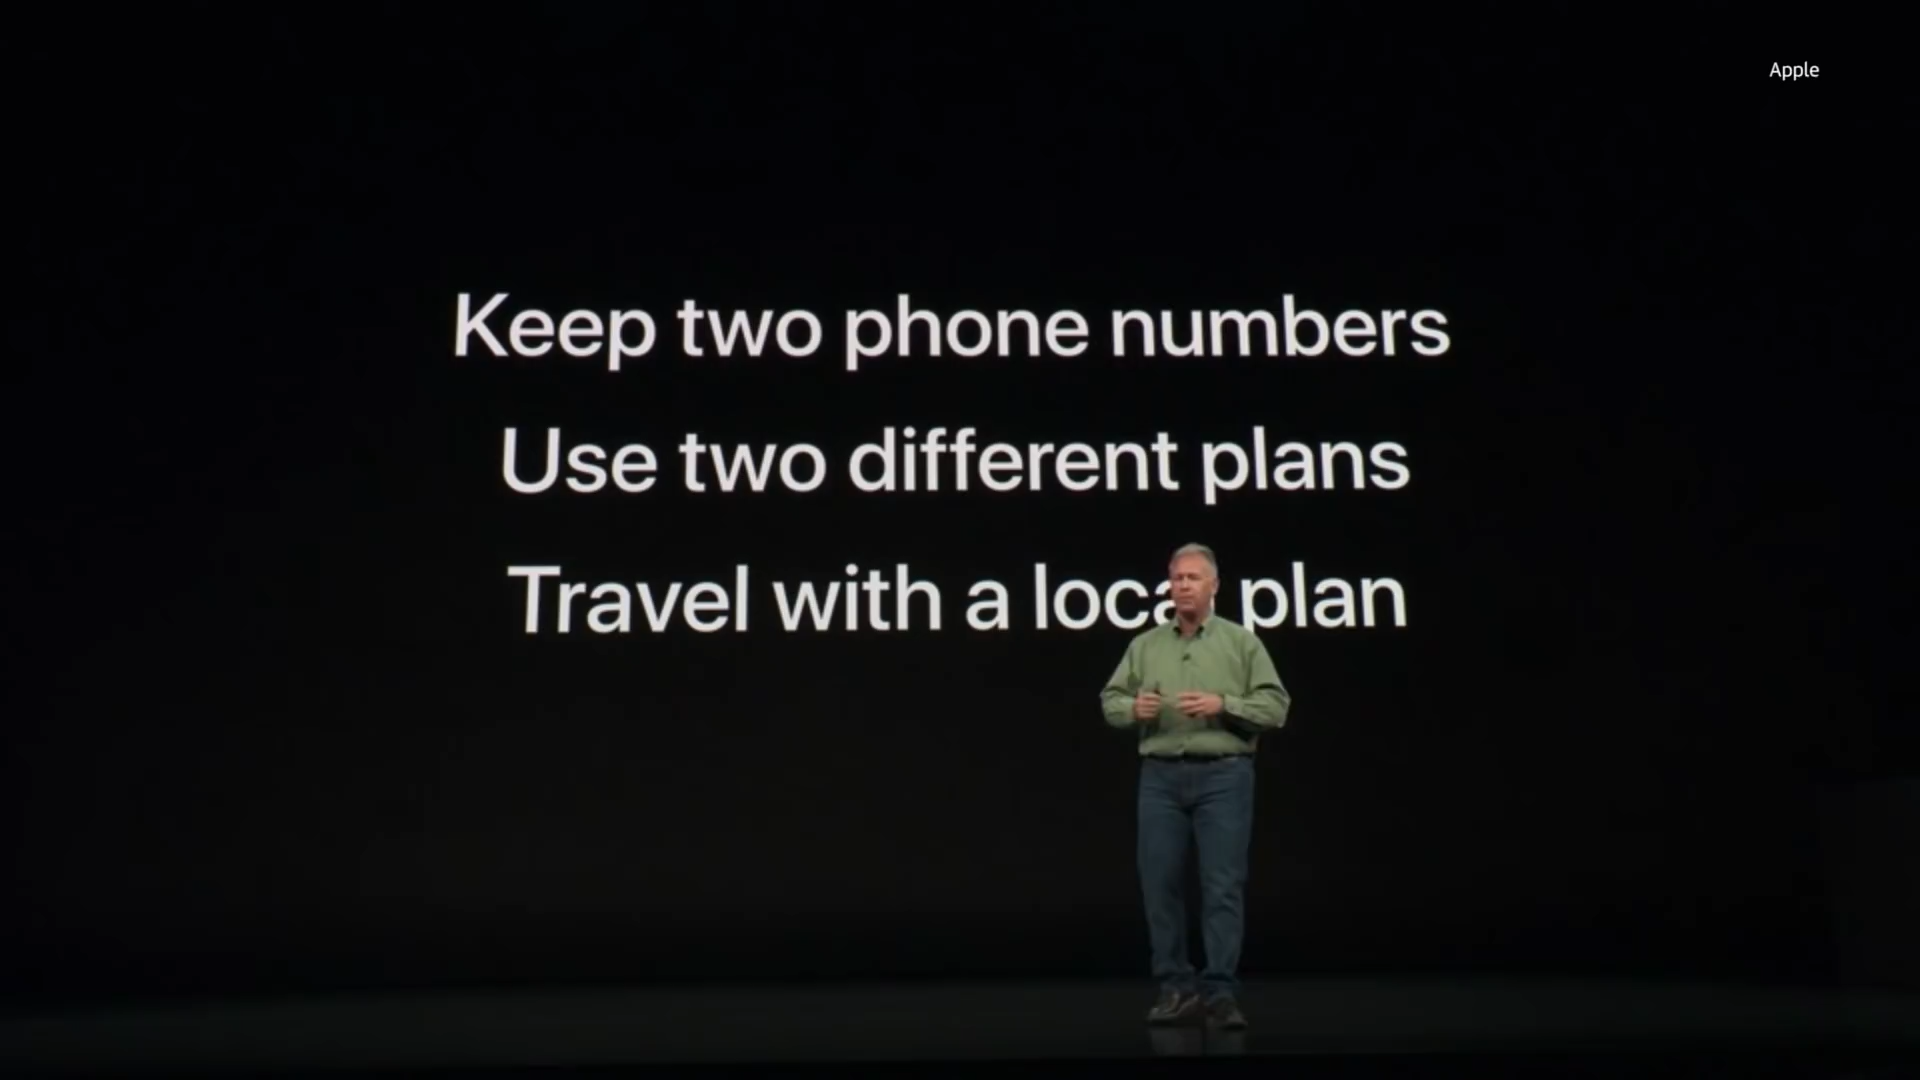 Apple
Keep two phone numbers
Use two different plans
Travel with a local plan